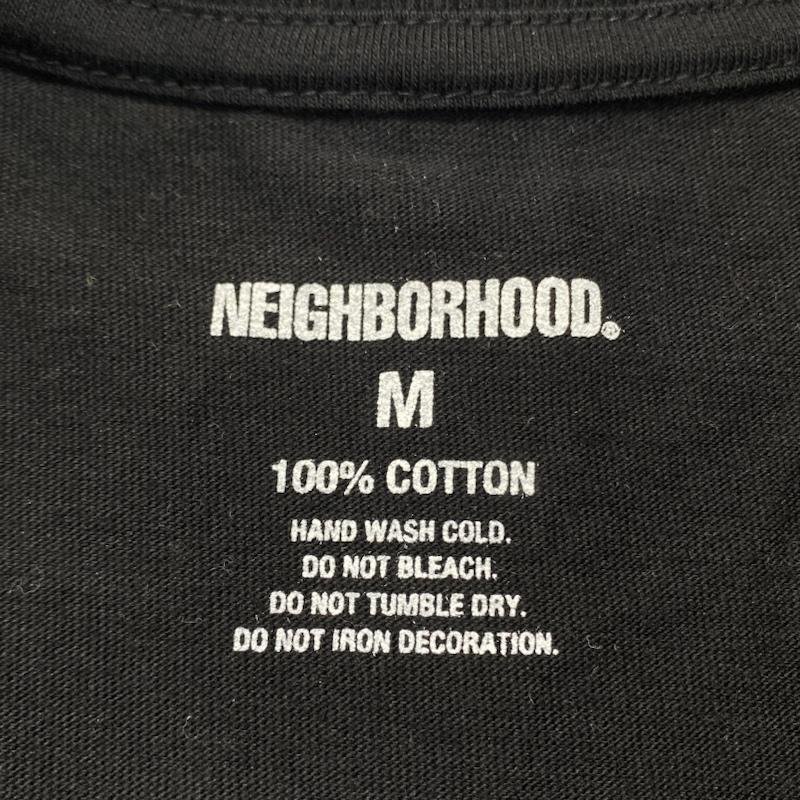 NEIGHBORHOOD.®
M
100% COTTON
HAND WASH COLD.
DO NOT BLEACH.
DO NOT TUMBLE DRY.
DO NOT IRON DECORATION.